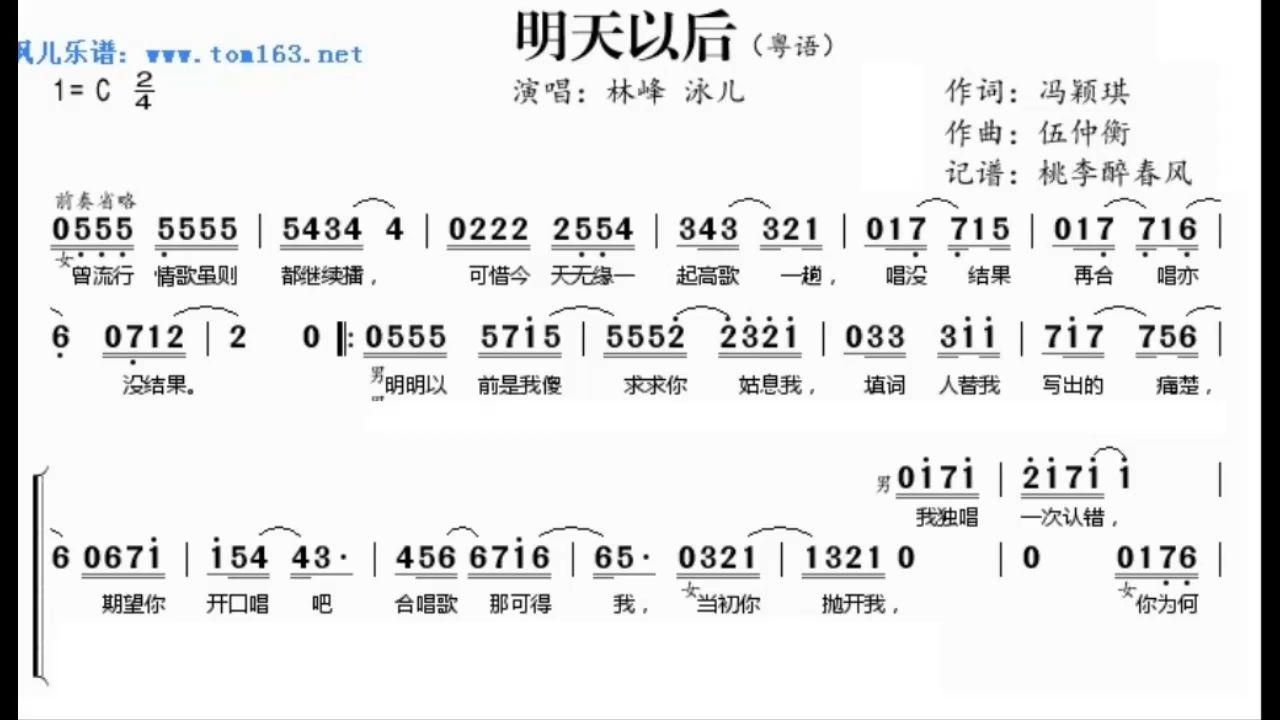 明天以后（粤语）
风儿乐谱：www.tom163.net
1=C 2/4
演唱：林峰 泳儿
作词：冯颖琪
作曲：伍仲衡
记谱：桃李醉春风
前奏省略
0555 5555 | 5434 4 | 0222 2554 | 343 321 | 017 715 | 017 716 |
女 曾流行 情歌虽则 都继续播， 可惜今 天无缘一 起高歌 一趟， 唱没 结果 再合 唱亦
6 0712 | 2 0 |: 0555 5715 | 5552 2321 | 033 311 | 717 756 |
没结果。 男 明明以 前是我傻 求求你 姑息我， 填词 人替我 写出的 痛楚，
男 0171 | 2171 1 |
我独唱 一次认错，
6 0671 | 154 43· | 456 6716 | 65· 0321 | 1321 0 | 0 0176 |
期望你 开口唱 吧 合唱歌 那可得 我， 女 当初你 抛开我， 女 你为何